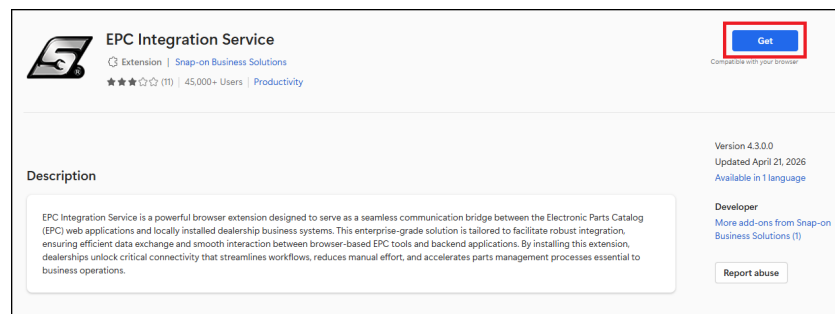 EPC Integration Service
Get
Extension | Snap-on Business Solutions
Compatible with your browser
(11) | 45,000+ Users | Productivity
Version 4.3.0.0
Updated April 21, 2026
Available in 1 language
Description
Developer
More add-ons from Snap-on
Business Solutions (1)
EPC Integration Service is a powerful browser extension designed to serve as a seamless communication bridge between the Electronic Parts Catalog
(EPC) web applications and locally installed dealership business systems. This enterprise-grade solution is tailored to facilitate robust integration,
ensuring efficient data exchange and smooth interaction between browser-based EPC tools and backend applications. By installing this extension,
dealerships unlock critical connectivity that streamlines workflows, reduces manual effort, and accelerates parts management processes essential to
business operations.
Report abuse